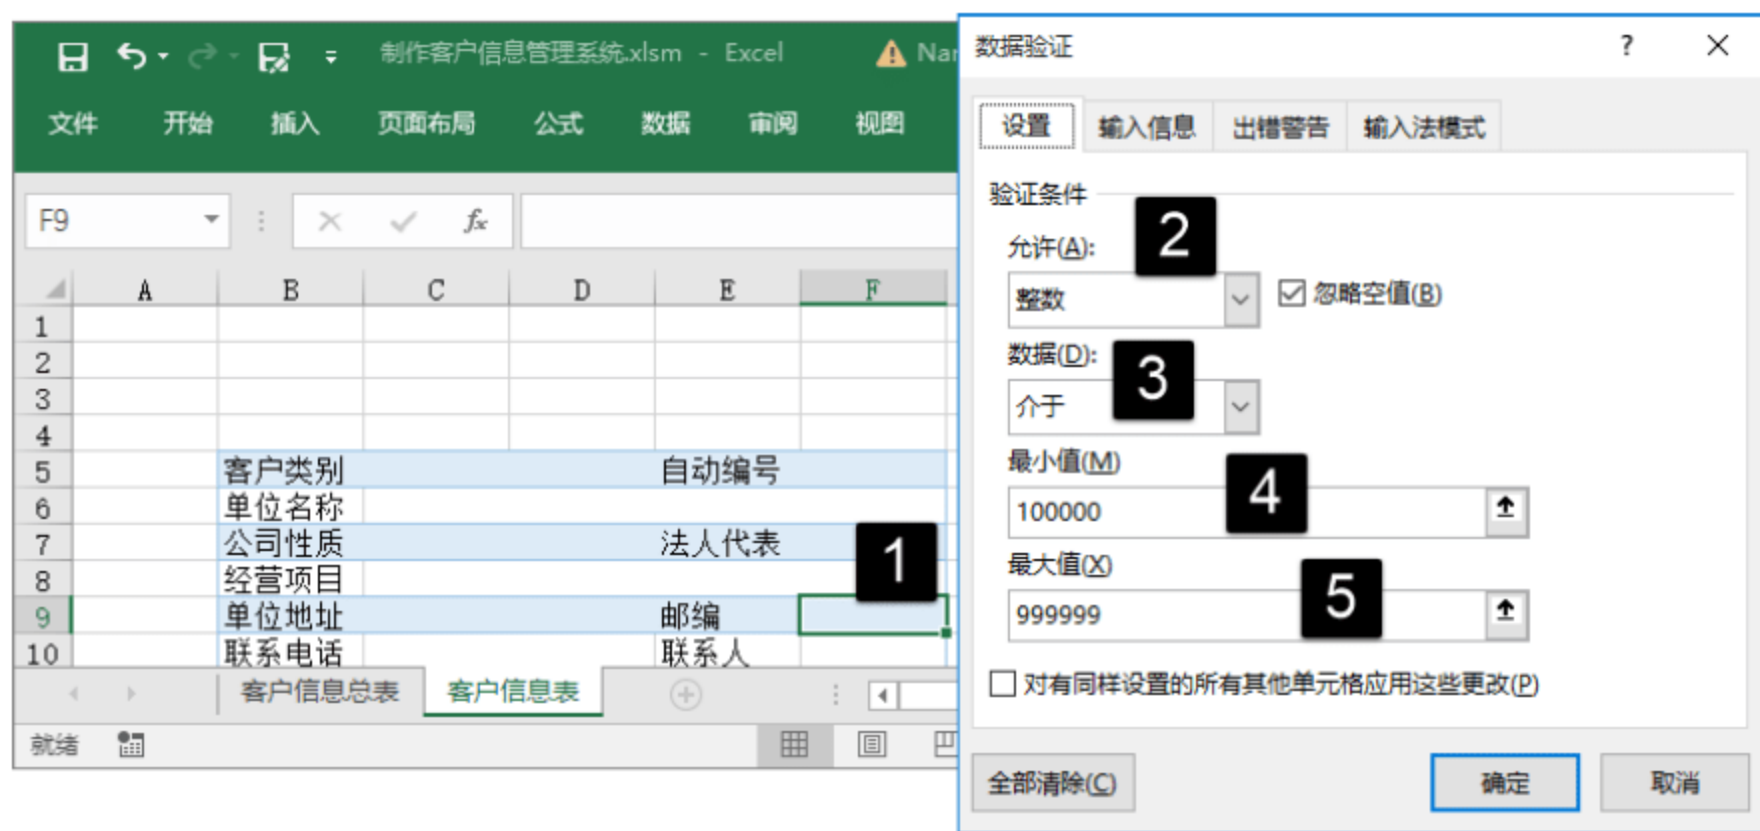 制作客户信息管理系统.xlsm - Excel
Nar
文件 开始 插入 页面布局 公式 数据 审阅 视图
F9 fx
A B C D E F
1
2
3
4
5 客户类别 自动编号
6 单位名称
7 公司性质 法人代表
8 经营项目
9 单位地址 邮编
10 联系电话 联系人
1
客户信息总表 客户信息表
就绪
数据验证 ?
设置 输入信息 出错警告 输入法模式
验证条件
允许(A): 2
整数 忽略空值(B)
数据(D): 3
介于
最小值(M) 4
100000
最大值(X) 5
999999
对有同样设置的所有其他单元格应用这些更改(P)
全部清除(C) 确定 取消